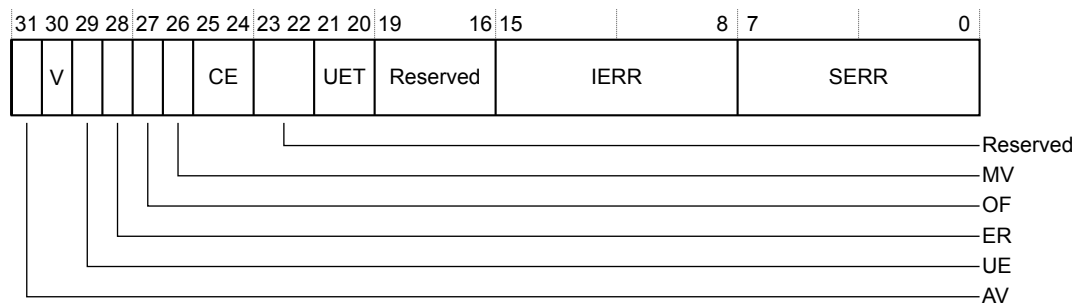 31 30 29 28 27 26 25 24 23 22 21 20 19 16 15 8 7 0
V CE UET Reserved IERR SERR
Reserved
MV
OF
ER
UE
AV